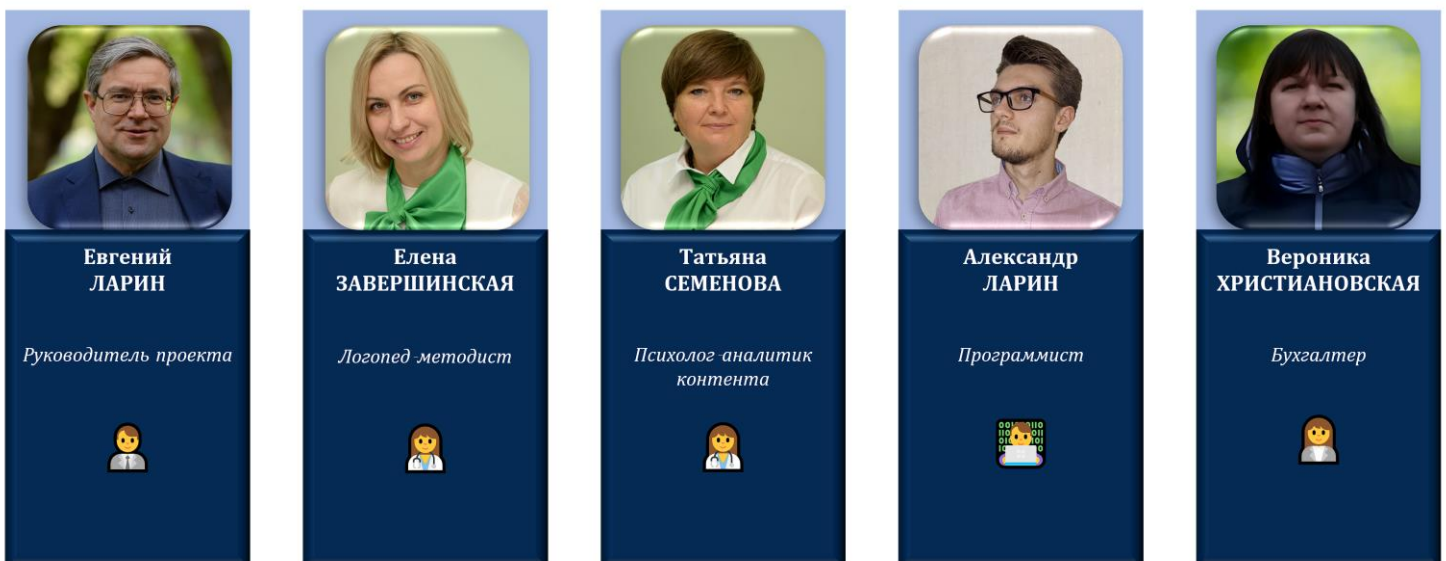 Евгений
ЛАРИН
Руководитель проекта
Елена
ЗАВЕРШИНСКАЯ
Логопед-методист
Татьяна
СЕМЕНОВА
Психолог-аналитик
контента
Александр
ЛАРИН
Программист
Вероника
ХРИСТИАНОВСКАЯ
Бухгалтер